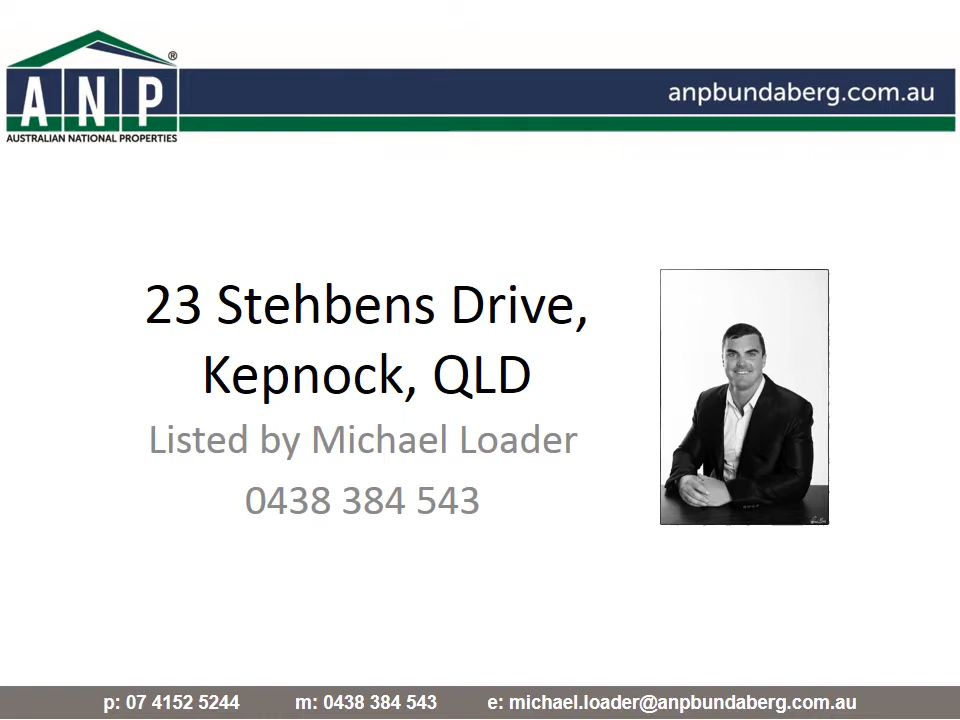 ANP®
AUSTRALIAN NATIONAL PROPERTIES
anpbundaberg.com.au
23 Stehbens Drive,
Kepnock, QLD
Listed by Michael Loader
0438 384 543
p: 07 4152 5244 m: 0438 384 543 e: michael.loader@anpbundaberg.com.au